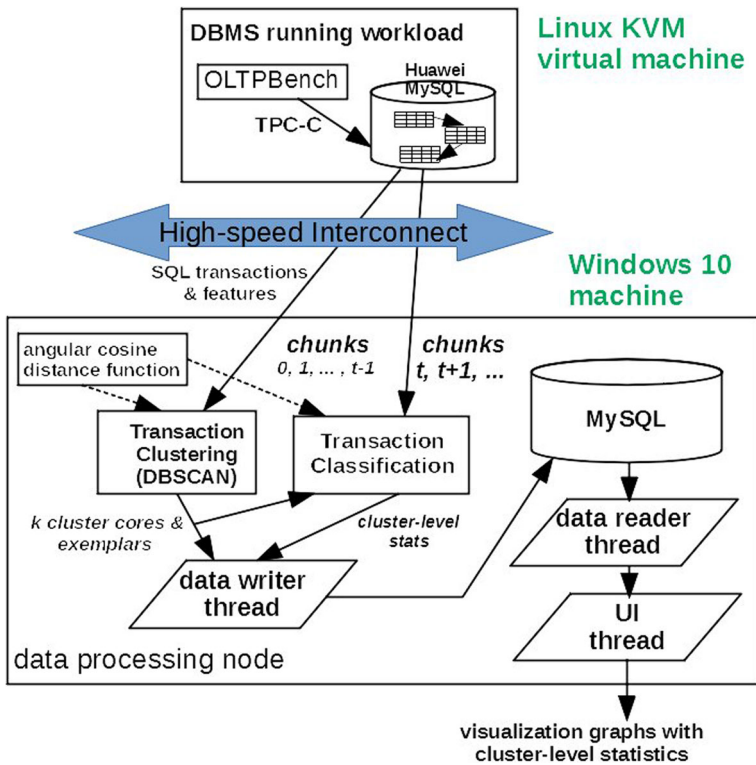 DBMS running workload
Linux KVM
virtual machine
OLTPBench
Huawei
MySQL
TPC-C
High-speed Interconnect
SQL transactions
& features
Windows 10
machine
angular cosine
distance function
chunks
0, 1, ... , t-1
chunks
t, t+1, ...
Transaction
Clustering
(DBSCAN)
Transaction
Classification
MySQL
k cluster cores &
exemplars
cluster-level
stats
data reader
thread
data writer
thread
UI
thread
data processing node
visualization graphs with
cluster-level statistics